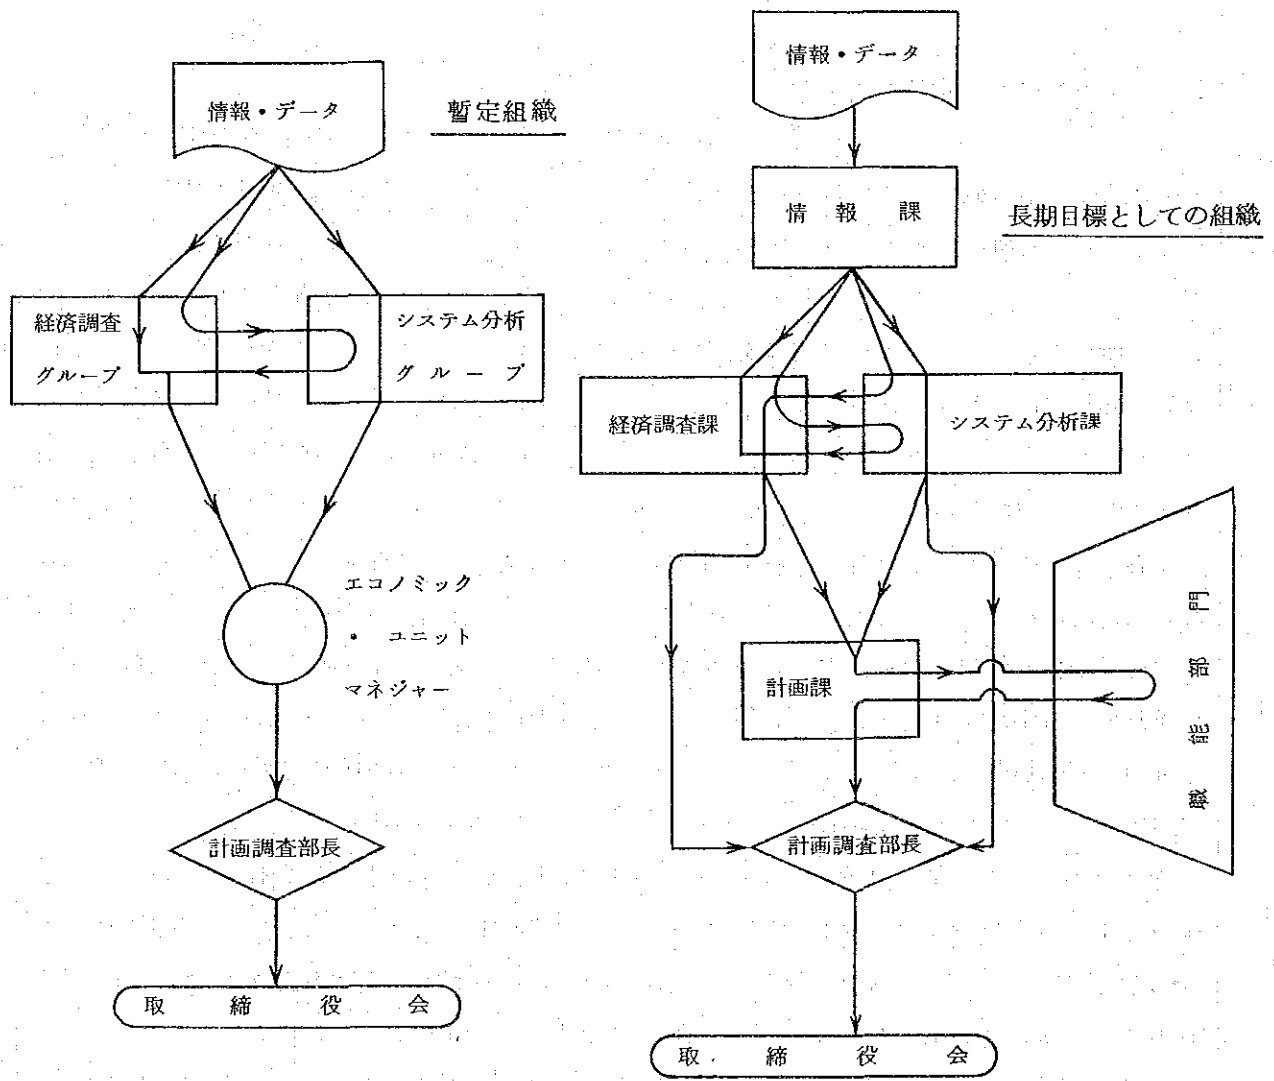 情報・データ
暫定組織
経済調査
グループ
システム分析
グループ
エコノミック
・ユニット
マネジャー
計画調査部長
取締役会
情報・データ
情報課
長期目標としての組織
経済調査課
システム分析課
計画課
職能部門
計画調査部長
取締役会